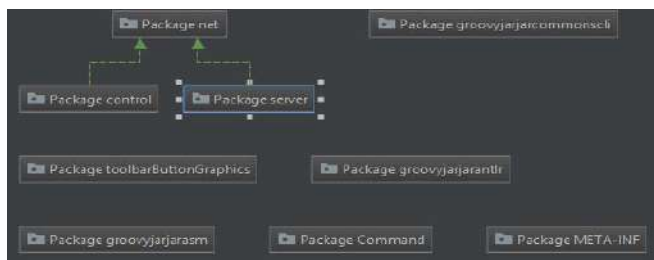 Package net
Package groovyjarjarcommonscli
Package control
Package server
Package toolbarButtonGraphics
Package groovyjarjarantlr
Package groovyjarjarasm
Package Command
Package META-INF